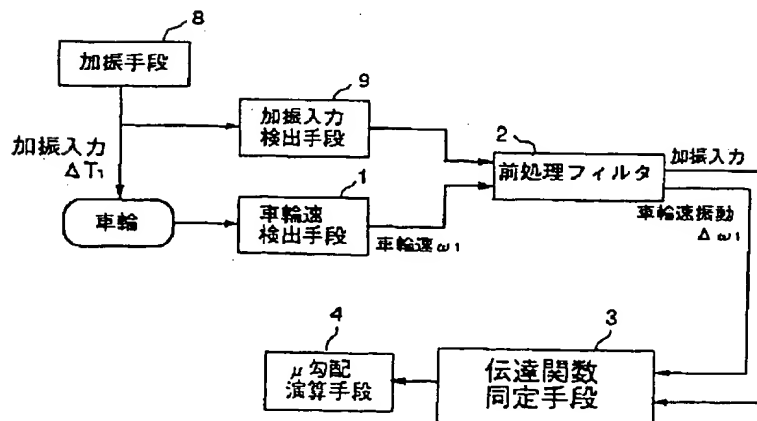 8
加振手段
9
加振入力
検出手段
加振入力
ΔT₁
2
前処理フィルタ
加振入力
1
車輪
車輪速
検出手段
車輪速ω₁
車輪速振動
Δω₁
4
μ勾配
演算手段
3
伝達関数
同定手段